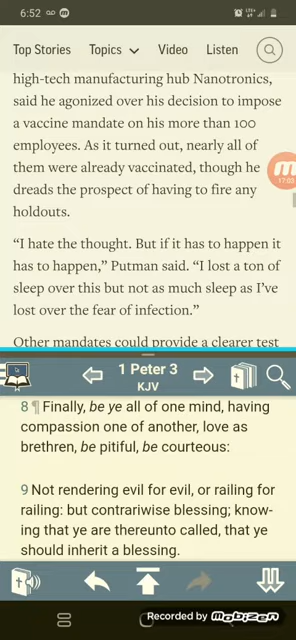 6:52
Top Stories Topics Video Listen
high-tech manufacturing hub Nanotronics,
said he agonized over his decision to impose
a vaccine mandate on his more than 100
employees. As it turned out, nearly all of
them were already vaccinated, though he
dreads the prospect of having to fire any
holdouts.
17:03
“I hate the thought. But if it has to happen it
has to happen,” Putman said. “I lost a ton of
sleep over this but not as much sleep as I’ve
lost over the fear of infection.”
Other mandates could provide a clearer test
1 Peter 3
KJV
8 ¶ Finally, be ye all of one mind, having
compassion one of another, love as
brethren, be pitiful, be courteous:
9 Not rendering evil for evil, or railing for
railing: but contrariwise blessing; know-
ing that ye are thereunto called, that ye
should inherit a blessing.
Recorded by mobizen